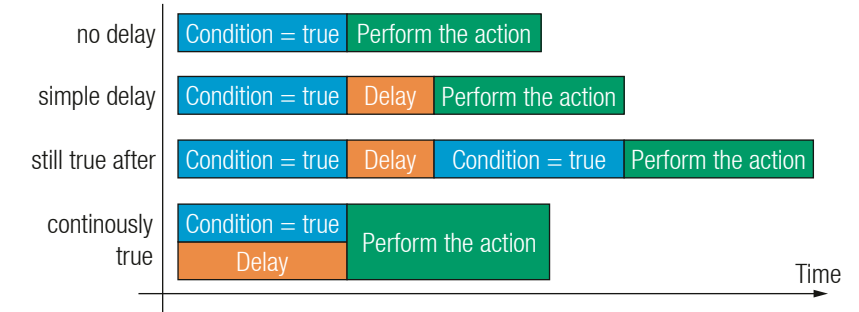 no delay Condition = true Perform the action
simple delay Condition = true Delay Perform the action
still true after Condition = true Delay Condition = true Perform the action
continously
true
Condition = true
Delay
Perform the action
Time